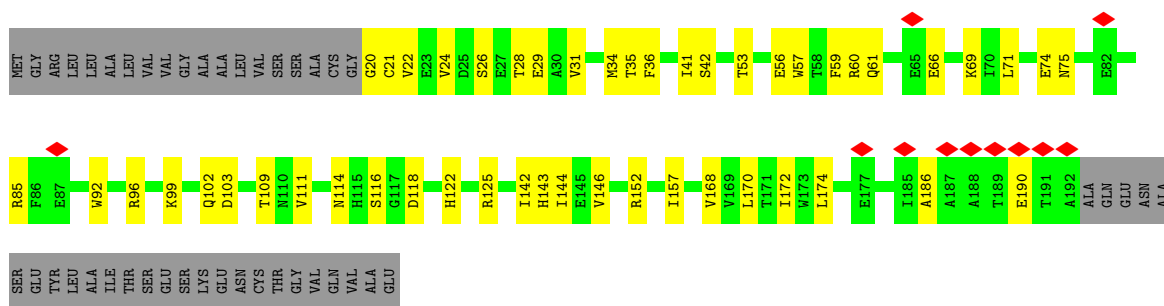 MET GLY ARG LEU LEU ALA LEU VAL VAL GLY ALA ALA LEU VAL SER SER ALA CYS GLY G20 C21 V22 E23 V24 D25 S26 E27 T28 E29 A30 V31 M34 T35 F36 I41 S42 T53 E56 W57 T58 F59 R60 Q61 E65 E66 K69 I70 L71 E74 N75 E82
R85 F86 E87 W92 R96 K99 Q102 D103 T109 N110 V111 N114 H115 S116 G117 D118 H122 R125 I142 H143 I144 E145 V146 R152 I157 V168 V169 L170 T171 I172 W173 L174 E177 I185 A186 A187 A188 T189 E190 T191 A192 ALA GLN GLU ASN ALA
SER GLU TYR LEU ALA ILE THR SER GLU SER LYS GLU ASN CYS THR GLY VAL GLN VAL ALA GLU